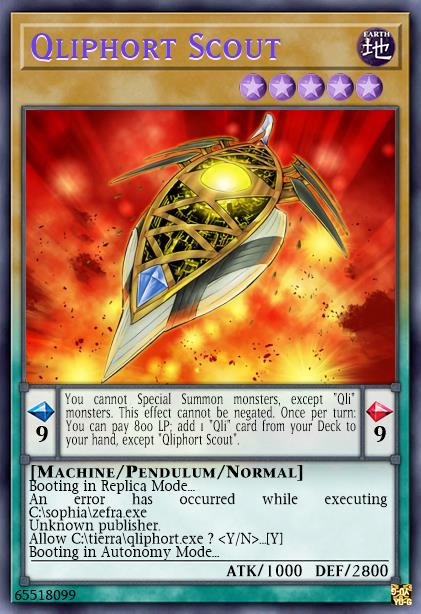 Qliphort Scout
EARTH
地
You cannot Special Summon monsters, except "Qli"
monsters. This effect cannot be negated. Once per turn:
You can pay 800 LP; add 1 "Qli" card from your Deck to
your hand, except "Qliphort Scout".
9
9
[Machine/Pendulum/Normal]
Booting in Replica Mode...
An error has occurred while executing
C:\sophia\zefra.exe
Unknown publisher.
Allow C:\tierra\qliphort.exe ? <Y/N>...[Y]
Booting in Autonomy Mode...
ATK/1000 DEF/2800
65518099